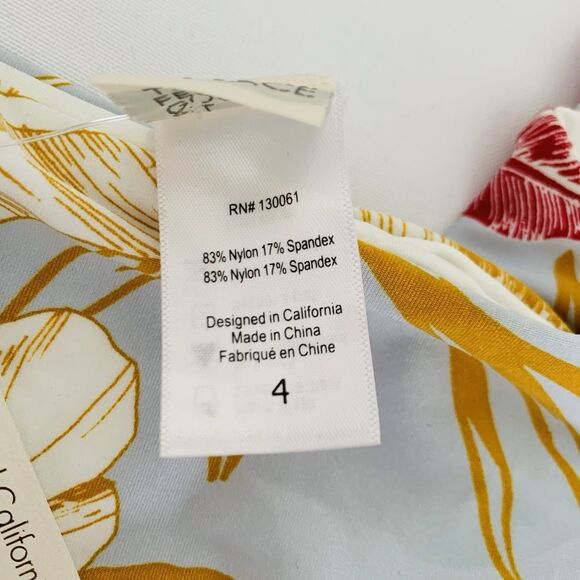 RN# 130061
83% Nylon 17% Spandex
83% Nylon 17% Spandex
Designed in California
Made in China
Fabriqué en Chine
4